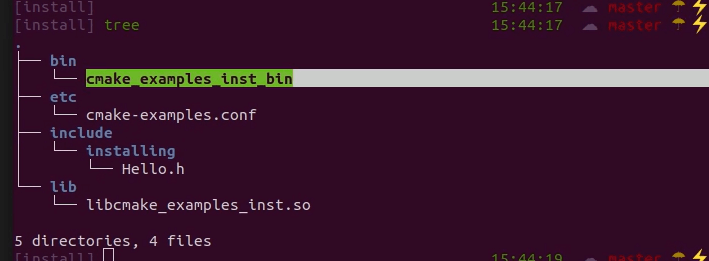 [install] 15:44:17 ☁ master ☂ ⚡
[install] tree 15:44:17 ☁ master ☂ ⚡
.
├── bin
│   └── cmake_examples_inst_bin
├── etc
│   └── cmake-examples.conf
├── include
│   └── installing
│       └── Hello.h
└── lib
    └── libcmake_examples_inst.so
5 directories, 4 files
[install] 15:44:19 ☁ master ☂ ⚡